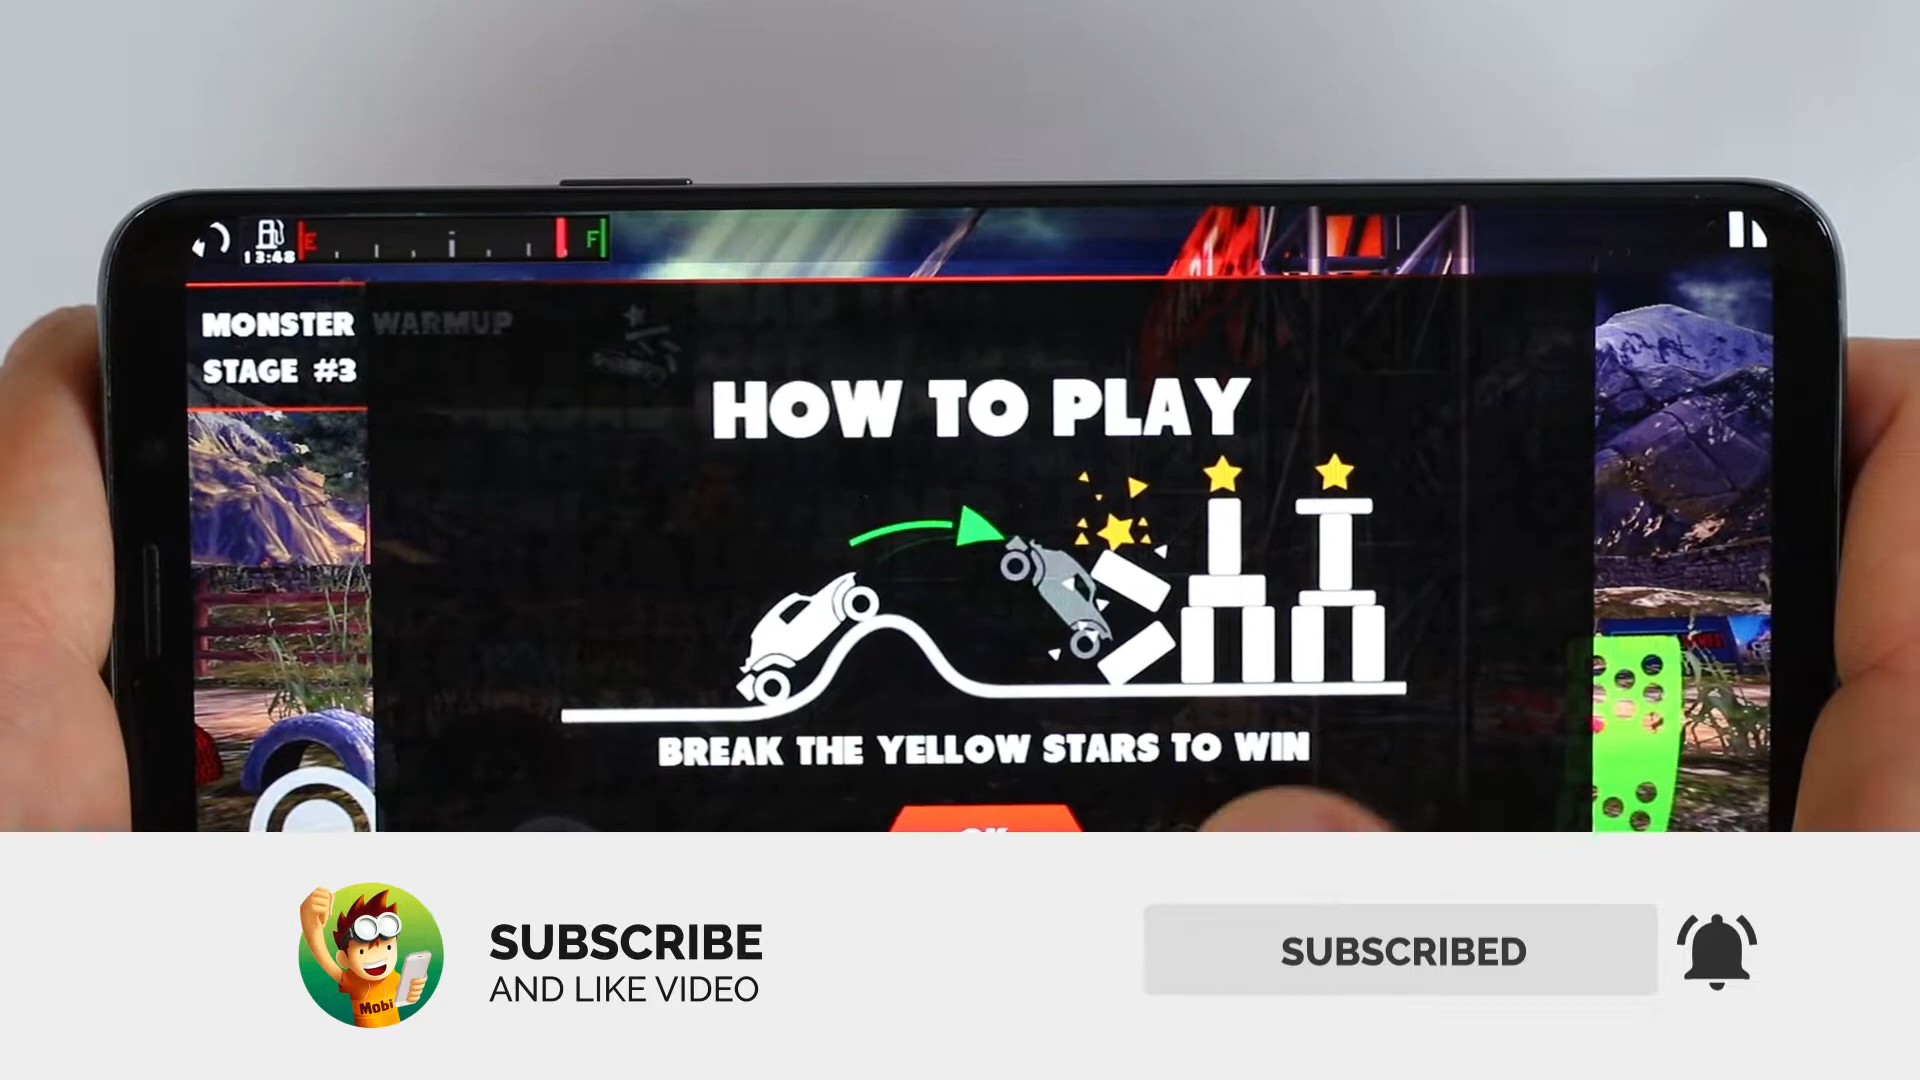 13:48
E
F
MONSTER WARMUP
STAGE #3
HOW TO PLAY
BREAK THE YELLOW STARS TO WIN
OK
SUBSCRIBE
AND LIKE VIDEO
Mobi
SUBSCRIBED